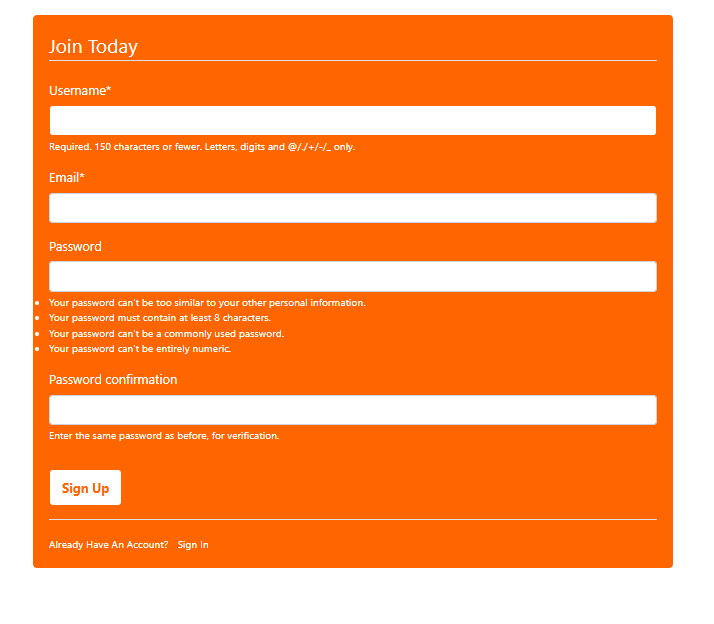 Join Today
Username*
Required. 150 characters or fewer. Letters, digits and @/./+/-/_ only.
Email*
Password
Your password can't be too similar to your other personal information.
Your password must contain at least 8 characters.
Your password can't be a commonly used password.
Your password can't be entirely numeric.
Password confirmation
Enter the same password as before, for verification.
Sign Up
Already Have An Account? Sign In